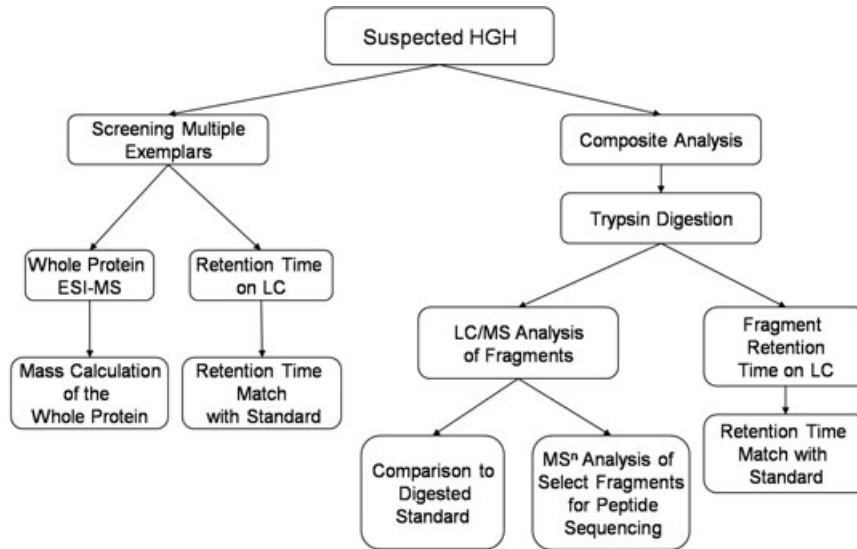 Suspected HGH
Screening Multiple
Exemplars
Composite Analysis
Trypsin Digestion
Whole Protein
ESI-MS
Retention Time
on LC
LC/MS Analysis
of Fragments
Fragment
Retention
Time on LC
Mass Calculation
of the
Whole Protein
Retention Time
Match
with Standard
Comparison to
Digested
Standard
MSⁿ Analysis of
Select Fragments
for Peptide
Sequencing
Retention Time
Match with
Standard